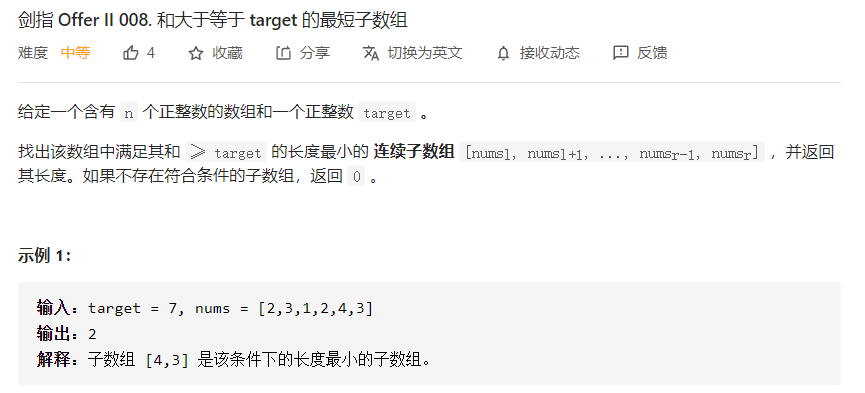 剑指 Offer II 008. 和大于等于 target 的最短子数组
难度 中等 4 收藏 分享 切换为英文 接收动态 反馈
给定一个含有 n 个正整数的数组和一个正整数 target 。
找出该数组中满足其和 ≥ target 的长度最小的 连续子数组 [numsl, numsl+1, ..., numsr-1, numsr] ，并返回
其长度。如果不存在符合条件的子数组，返回 0 。
示例 1：
输入：target = 7, nums = [2,3,1,2,4,3]
输出：2
解释：子数组 [4,3] 是该条件下的长度最小的子数组。